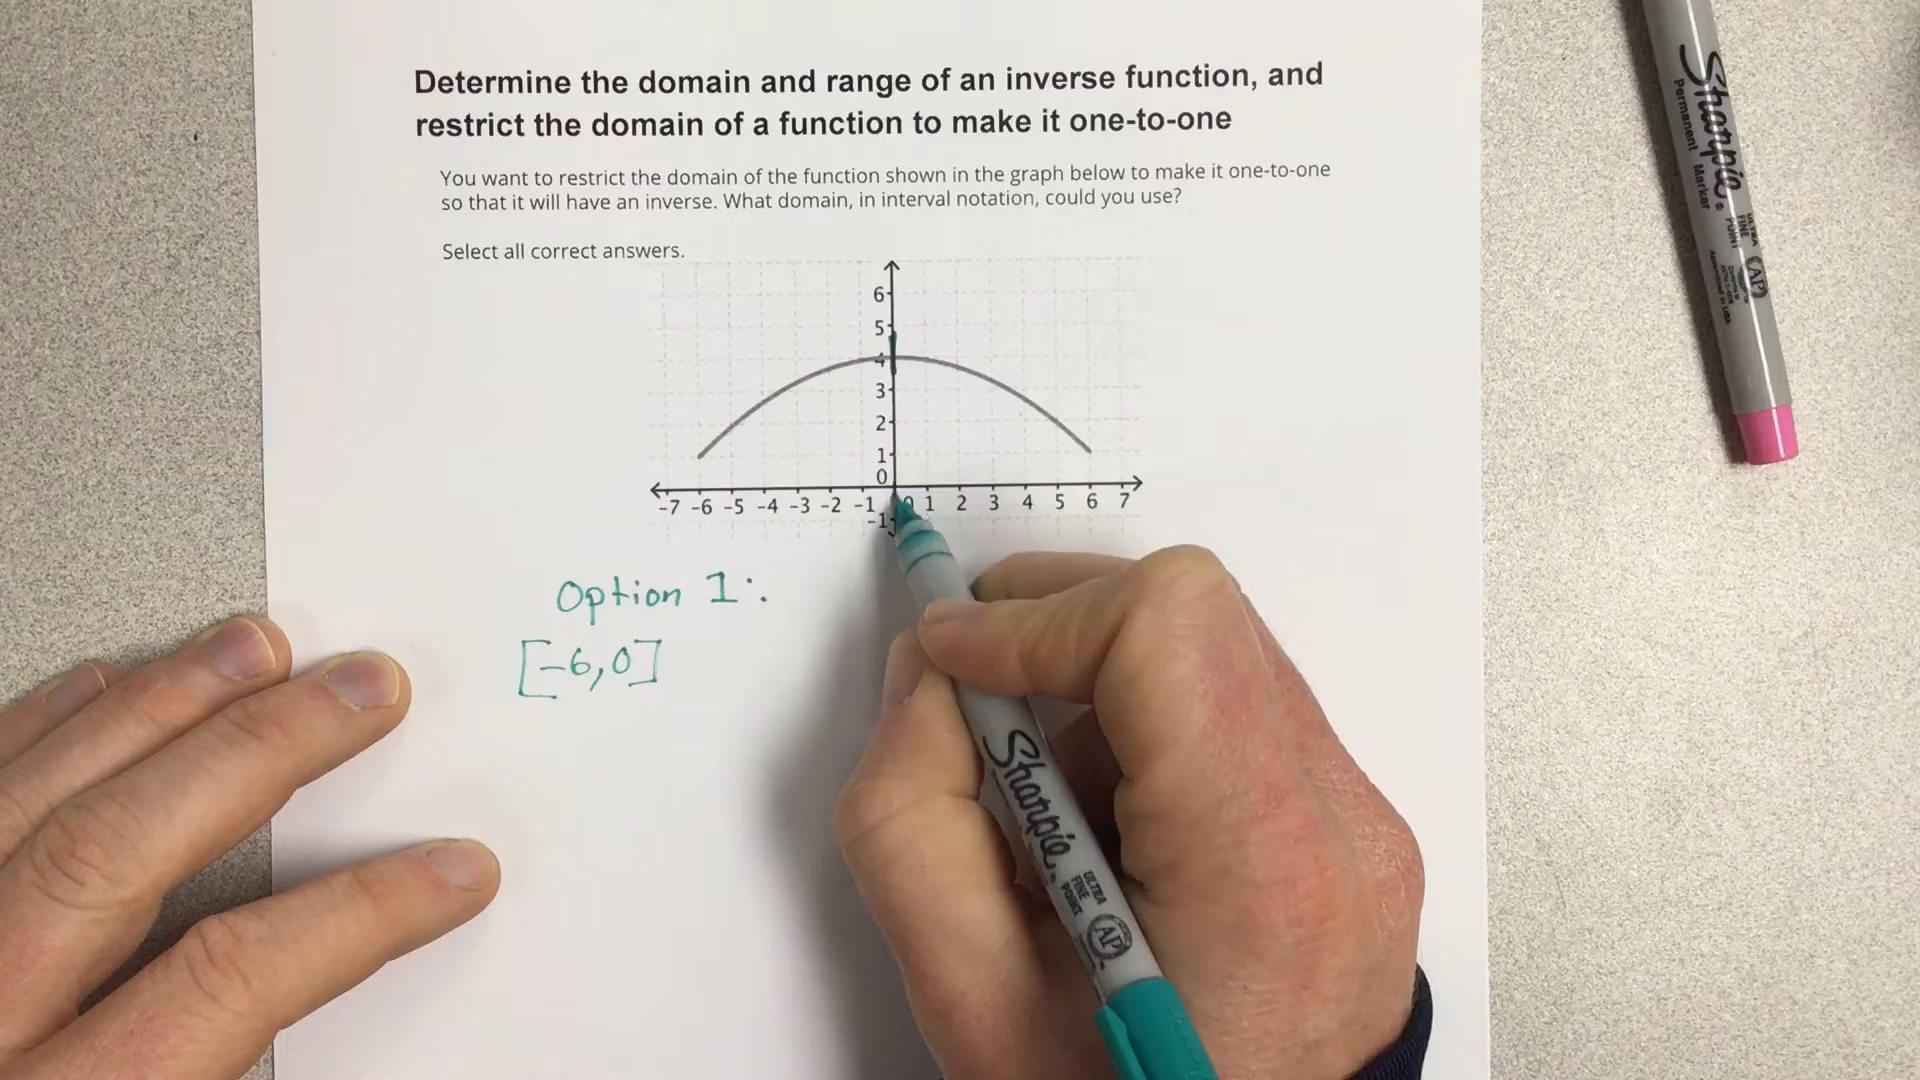 Determine the domain and range of an inverse function, and
restrict the domain of a function to make it one-to-one
You want to restrict the domain of the function shown in the graph below to make it one-to-one
so that it will have an inverse. What domain, in interval notation, could you use?
Select all correct answers.
6
5
4
3
2
1
0
-7 -6 -5 -4 -3 -2 -1 0 1 2 3 4 5 6 7
-1
Option 1:
[-6,0]
Sharpie.
ULTRA
FINE
POINT
AP
Sharpie.
Permanent Marker
ULTRA
FINE
POINT
AP